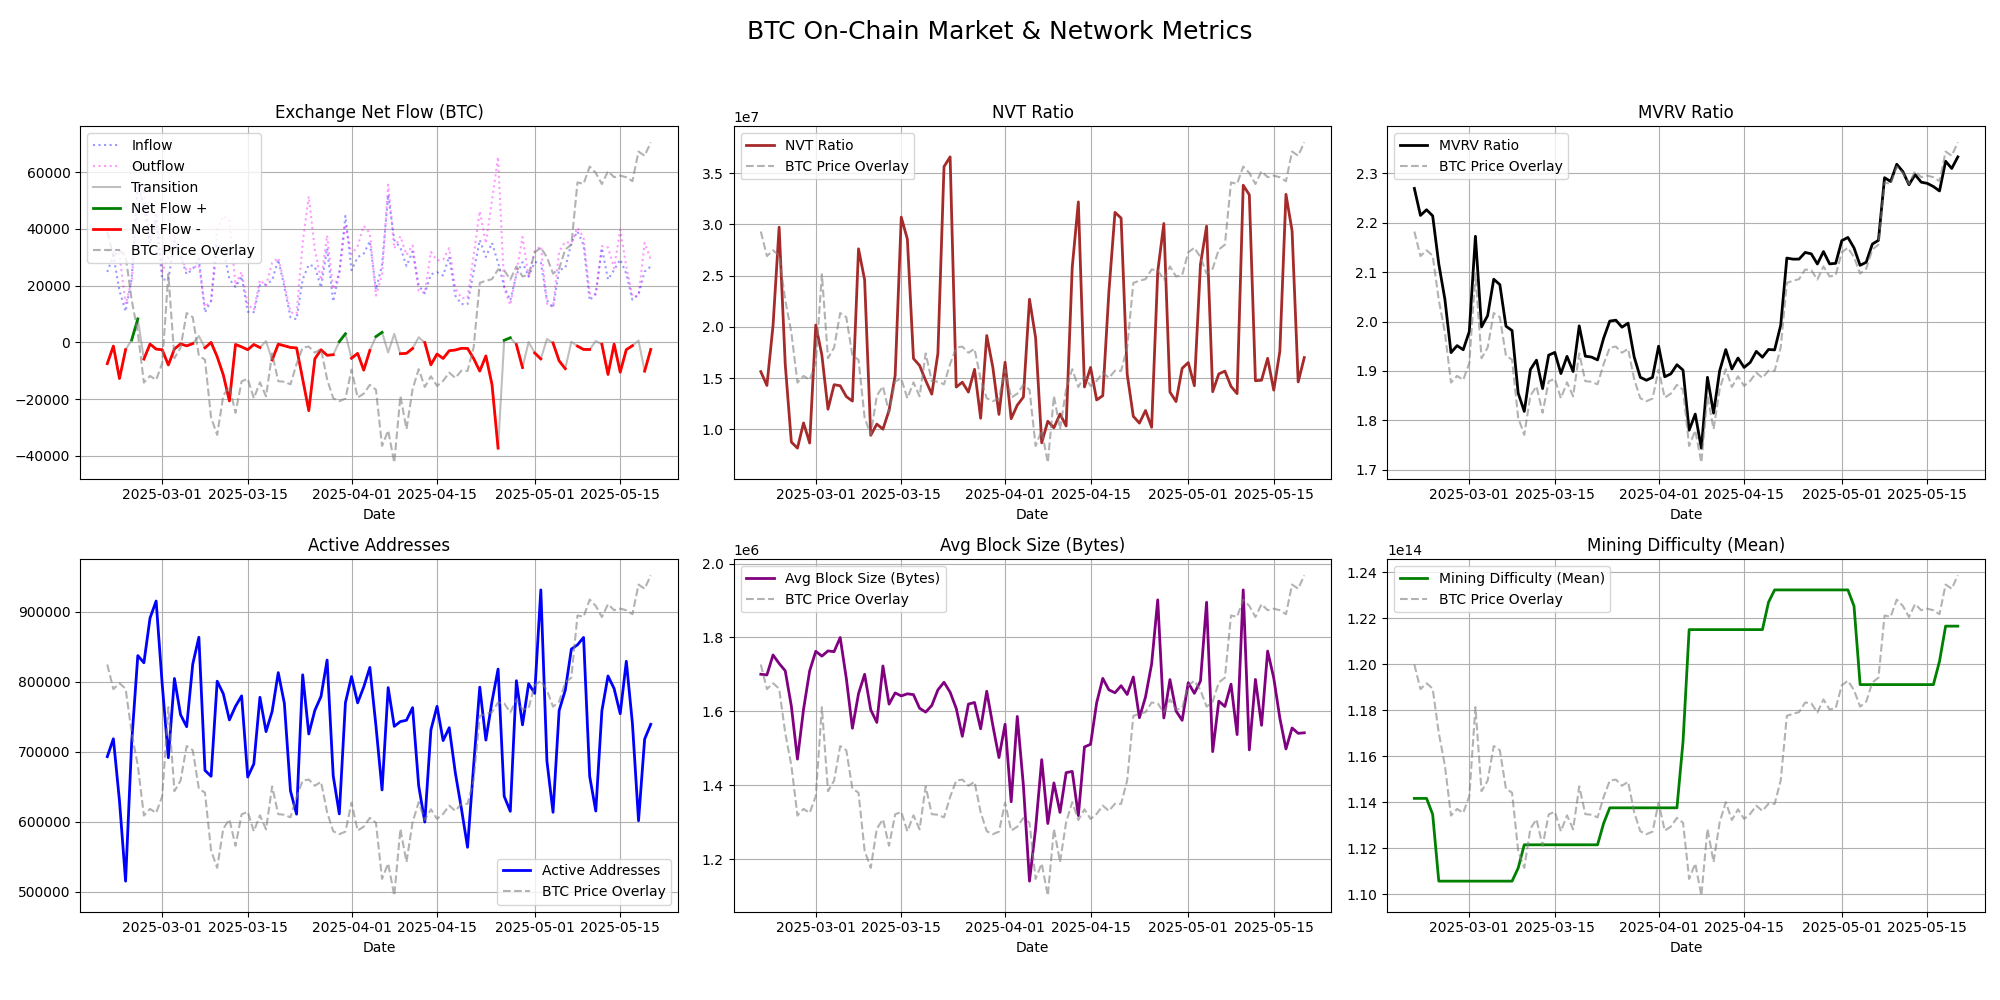 BTC On-Chain Market & Network Metrics
Exchange Net Flow (BTC)
Inflow
Outflow
Transition
Net Flow +
Net Flow -
BTC Price Overlay
60000
40000
20000
0
−20000
−40000
2025-03-01 2025-03-15 2025-04-01 2025-04-15 2025-05-01 2025-05-15
Date
NVT Ratio
1e7
NVT Ratio
BTC Price Overlay
3.5
3.0
2.5
2.0
1.5
1.0
2025-03-01 2025-03-15 2025-04-01 2025-04-15 2025-05-01 2025-05-15
Date
MVRV Ratio
MVRV Ratio
BTC Price Overlay
2.3
2.2
2.1
2.0
1.9
1.8
1.7
2025-03-01 2025-03-15 2025-04-01 2025-04-15 2025-05-01 2025-05-15
Date
Active Addresses
900000
800000
700000
600000
500000
Active Addresses
BTC Price Overlay
2025-03-01 2025-03-15 2025-04-01 2025-04-15 2025-05-01 2025-05-15
Date
Avg Block Size (Bytes)
1e6
Avg Block Size (Bytes)
BTC Price Overlay
2.0
1.8
1.6
1.4
1.2
2025-03-01 2025-03-15 2025-04-01 2025-04-15 2025-05-01 2025-05-15
Date
Mining Difficulty (Mean)
1e14
Mining Difficulty (Mean)
BTC Price Overlay
1.24
1.22
1.20
1.18
1.16
1.14
1.12
1.10
2025-03-01 2025-03-15 2025-04-01 2025-04-15 2025-05-01 2025-05-15
Date